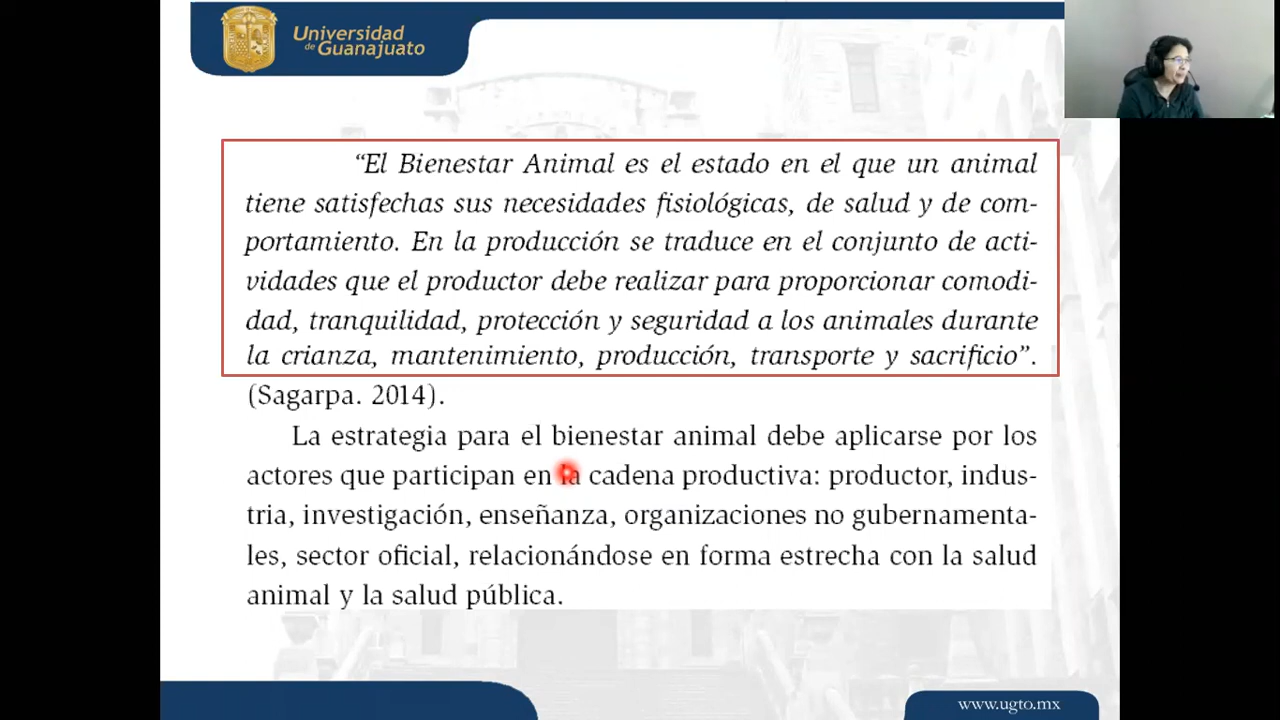 Universidad
de Guanajuato
“El Bienestar Animal es el estado en el que un animal
tiene satisfechas sus necesidades fisiológicas, de salud y de com-
portamiento. En la producción se traduce en el conjunto de acti-
vidades que el productor debe realizar para proporcionar comodi-
dad, tranquilidad, protección y seguridad a los animales durante
la crianza, mantenimiento, producción, transporte y sacrificio”.
(Sagarpa. 2014).
La estrategia para el bienestar animal debe aplicarse por los
actores que participan en la cadena productiva: productor, indus-
tria, investigación, enseñanza, organizaciones no gubernamenta-
les, sector oficial, relacionándose en forma estrecha con la salud
animal y la salud pública.
www.ugto.mx